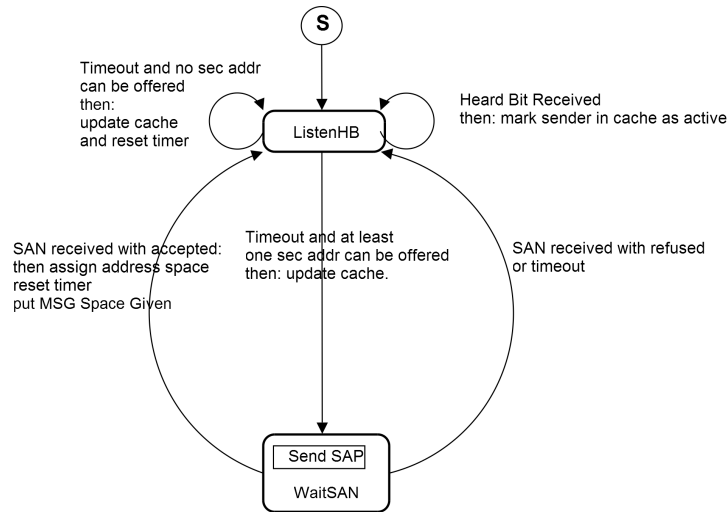 S
Timeout and no sec addr
can be offered
then:
update cache
and reset timer
Heard Bit Received
then: mark sender in cache as active
ListenHB
SAN received with accepted:
then assign address space
reset timer
put MSG Space Given
Timeout and at least
one sec addr can be offered
then: update cache.
SAN received with refused
or timeout
Send SAP
WaitSAN